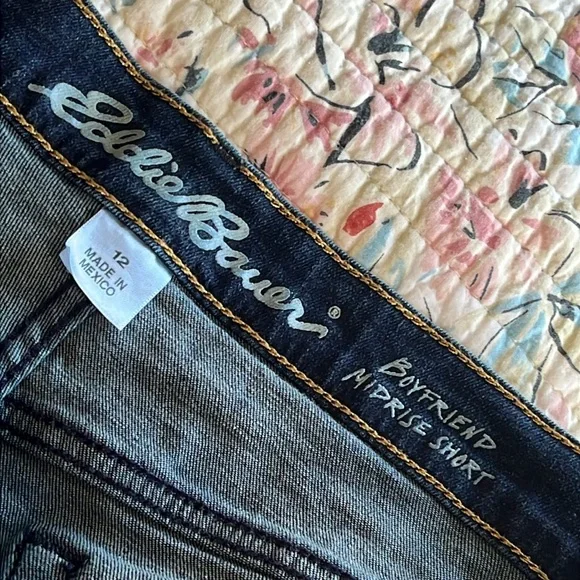 Eddie Bauer®
12
MADE IN
MEXICO
BOYFRIEND
MIDRISE SHORT